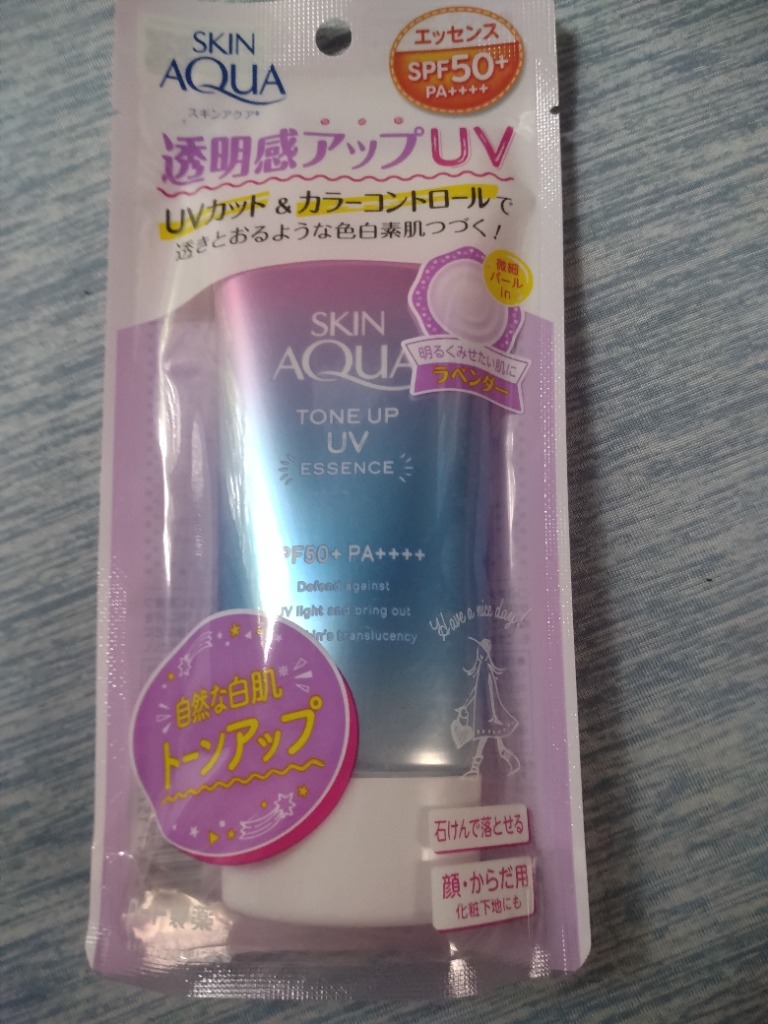 SKIN
AQUA
スキンアクア®
エッセンス
SPF50+
PA++++
透明感アップUV
UVカット & カラーコントロールで
透きとおるような色白素肌つづく!
微細
パール
in
明るくみせたい肌に
ラベンダー
SKIN
AQUA
TONE UP
UV
ESSENCE
PF50+ PA++++
Defend against
UV light and bring out
skin's translucency
Have a nice day!
自然な白肌※
トーンアップ
石けんで落とせる
顔・からだ用
化粧下地にも